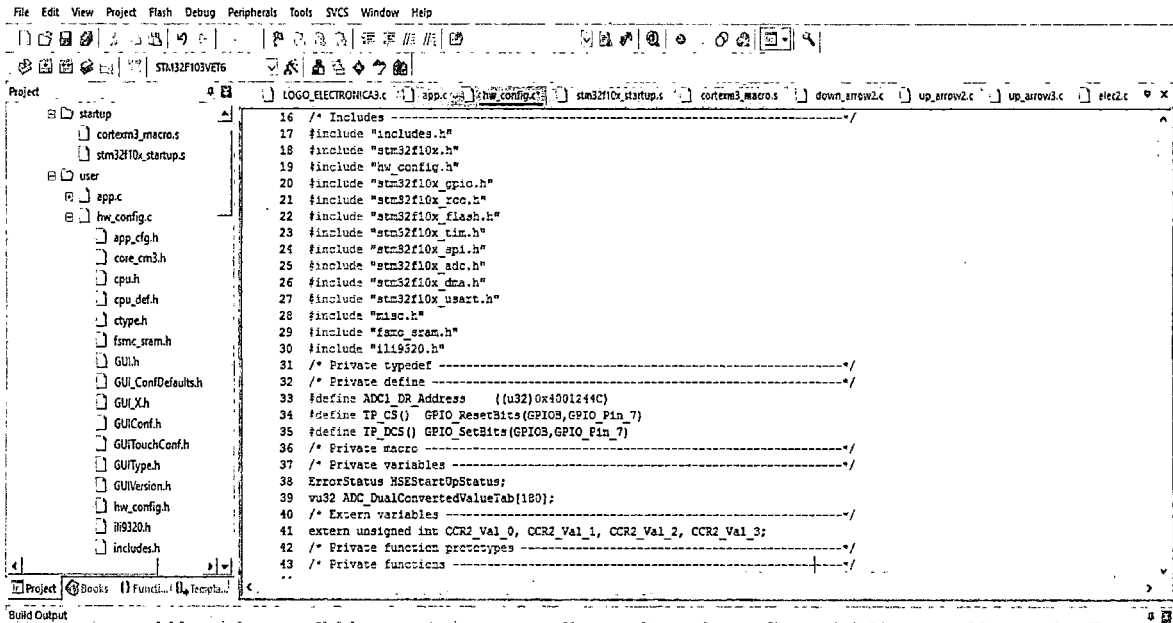 File Edit View Project Flash Debug Peripherals Tools SVCS Window Help
STM32F103VET6
Project
LOGO_ELECTRONICA3.c app.c hw_config.c stm32f10x_startup.s cortexm3_macro.s down_arrow2.c up_arrow2.c up_arrow3.c elec2.c
startup
cortexm3_macro.s
stm32f10x_startup.s
user
app.c
hw_config.c
app_cfg.h
core_cm3.h
cpu.h
cpu_def.h
ctype.h
fsmc_sram.h
GUI.h
GUI_ConfDefaults.h
GUI_X.h
GUIConf.h
GUITouchConf.h
GUIType.h
GUIVersion.h
hw_config.h
ili9320.h
includes.h
16 /* Includes ------------------------------------------------------------------*/
17 #include "includes.h"
18 #include "stm32f10x.h"
19 #include "hw_config.h"
20 #include "stm32f10x_gpio.h"
21 #include "stm32f10x_rcc.h"
22 #include "stm32f10x_flash.h"
23 #include "stm32f10x_tim.h"
24 #include "stm32f10x_spi.h"
25 #include "stm32f10x_adc.h"
26 #include "stm32f10x_dma.h"
27 #include "stm32f10x_usart.h"
28 #include "misc.h"
29 #include "fsmc_sram.h"
30 #include "ili9320.h"
31 /* Private typedef -----------------------------------------------------------*/
32 /* Private define ------------------------------------------------------------*/
33 #define ADC1_DR_Address ((u32)0x4001244C)
34 #define TP_CS() GPIO_ResetBits(GPIOB,GPIO_Pin_7)
35 #define TP_DCS() GPIO_SetBits(GPIOB,GPIO_Pin_7)
36 /* Private macro -------------------------------------------------------------*/
37 /* Private variables ---------------------------------------------------------*/
38 ErrorStatus HSEStartUpStatus;
39 vu32 ADC_DualConvertedValueTab[180];
40 /* Extern variables ----------------------------------------------------------*/
41 extern unsigned int CCR2_Val_0, CCR2_Val_1, CCR2_Val_2, CCR2_Val_3;
42 /* Private function prototypes -----------------------------------------------*/
43 /* Private functions ---------------------------------------------------------*/
Project Books {} Functi... Templa...
Build Output